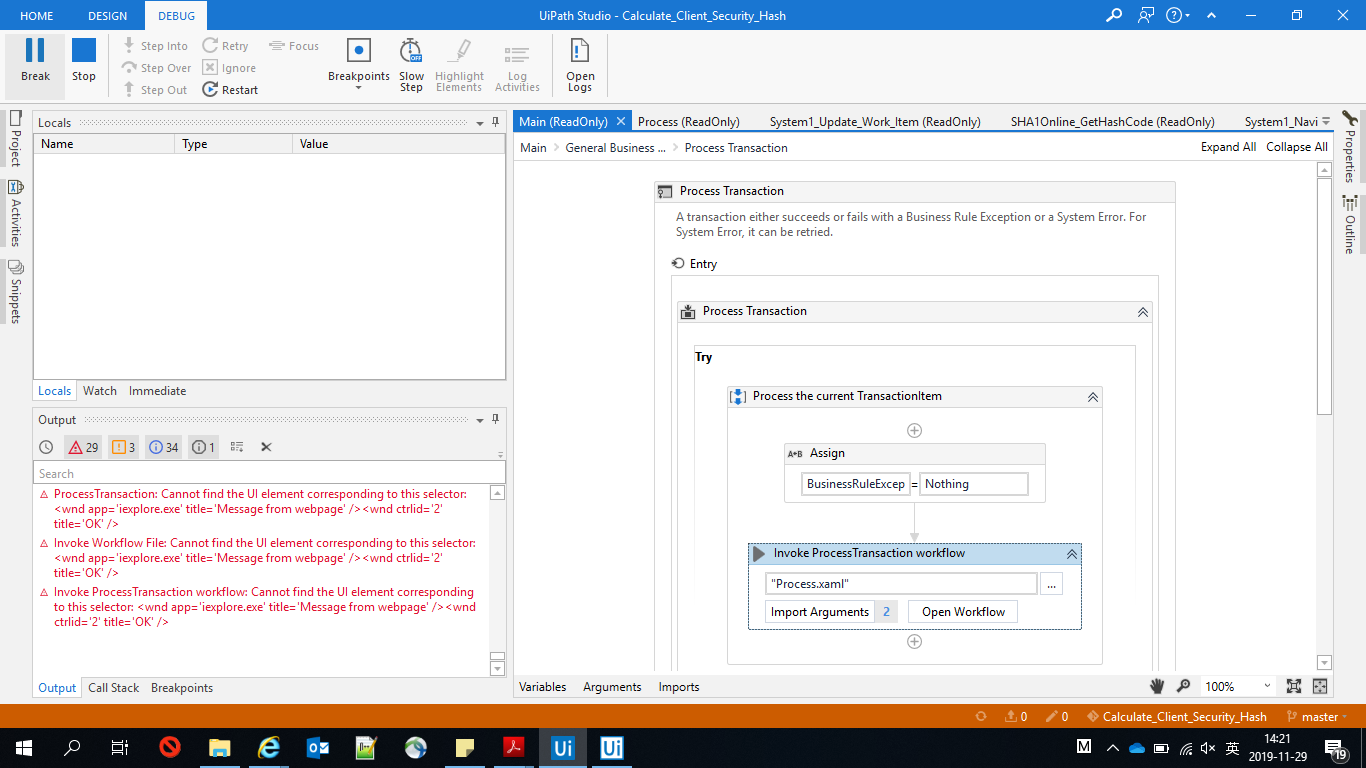 HOME DESIGN DEBUG UiPath Studio - Calculate_Client_Security_Hash
Break
Stop
Step Into
Step Over
Step Out
Retry
Ignore
Restart
Focus
Breakpoints
Slow
Step
Highlight
Elements
Log
Activities
Open
Logs
Project
Activities
Snippets
Locals
Name Type Value
Locals Watch Immediate
Output
29 3 34 1
Search
ProcessTransaction: Cannot find the UI element corresponding to this selector:
<wnd app='iexplore.exe' title='Message from webpage' /><wnd ctrlid='2'
title='OK' />
Invoke Workflow File: Cannot find the UI element corresponding to this selector:
<wnd app='iexplore.exe' title='Message from webpage' /><wnd ctrlid='2'
title='OK' />
Invoke ProcessTransaction workflow: Cannot find the UI element corresponding
to this selector: <wnd app='iexplore.exe' title='Message from webpage' /><wnd
ctrlid='2' title='OK' />
Output Call Stack Breakpoints
Main (ReadOnly) Process (ReadOnly) System1_Update_Work_Item (ReadOnly) SHA1Online_GetHashCode (ReadOnly) System1_Navi
Main > General Business ... > Process Transaction Expand All Collapse All
Process Transaction
A transaction either succeeds or fails with a Business Rule Exception or a System Error. For
System Error, it can be retried.
Entry
Process Transaction
Try
Process the current TransactionItem
A+B Assign
BusinessRuleExcep = Nothing
Invoke ProcessTransaction workflow
"Process.xaml" ...
Import Arguments 2 Open Workflow
Variables Arguments Imports 100%
Properties
Outline
0 0 Calculate_Client_Security_Hash master
Ui Ui M 英 14:21
2019-11-29 19